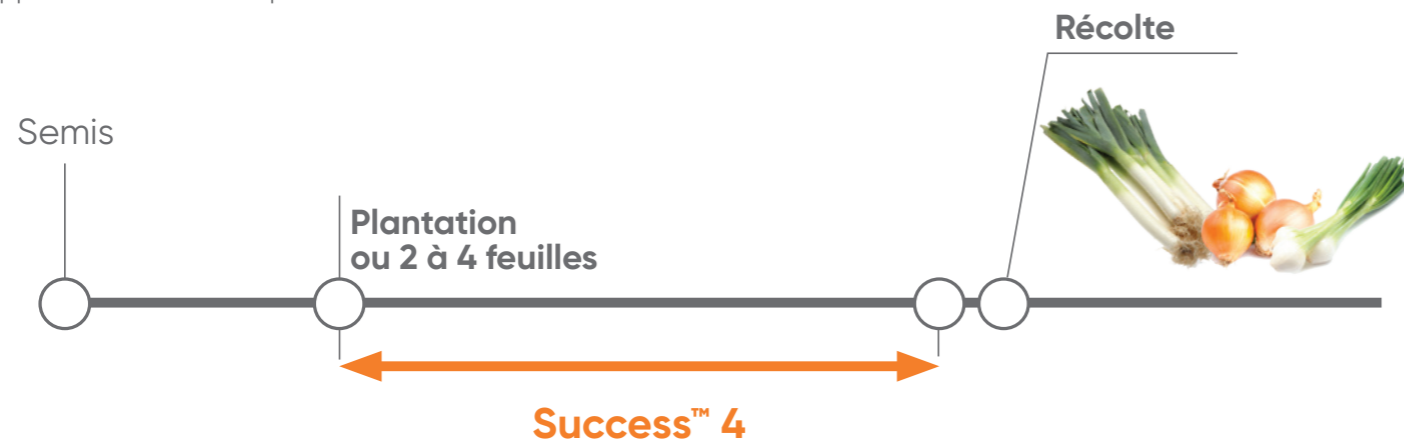 Récolte
Semis
Plantation
ou 2 à 4 feuilles
Success™ 4